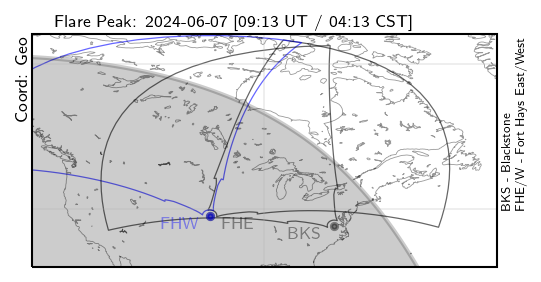 Flare Peak: 2024-06-07 [09:13 UT / 04:13 CST]
Coord: Geo
FHW
FHE
BKS
BKS - Blackstone
FHE/W - Fort Hays East/West